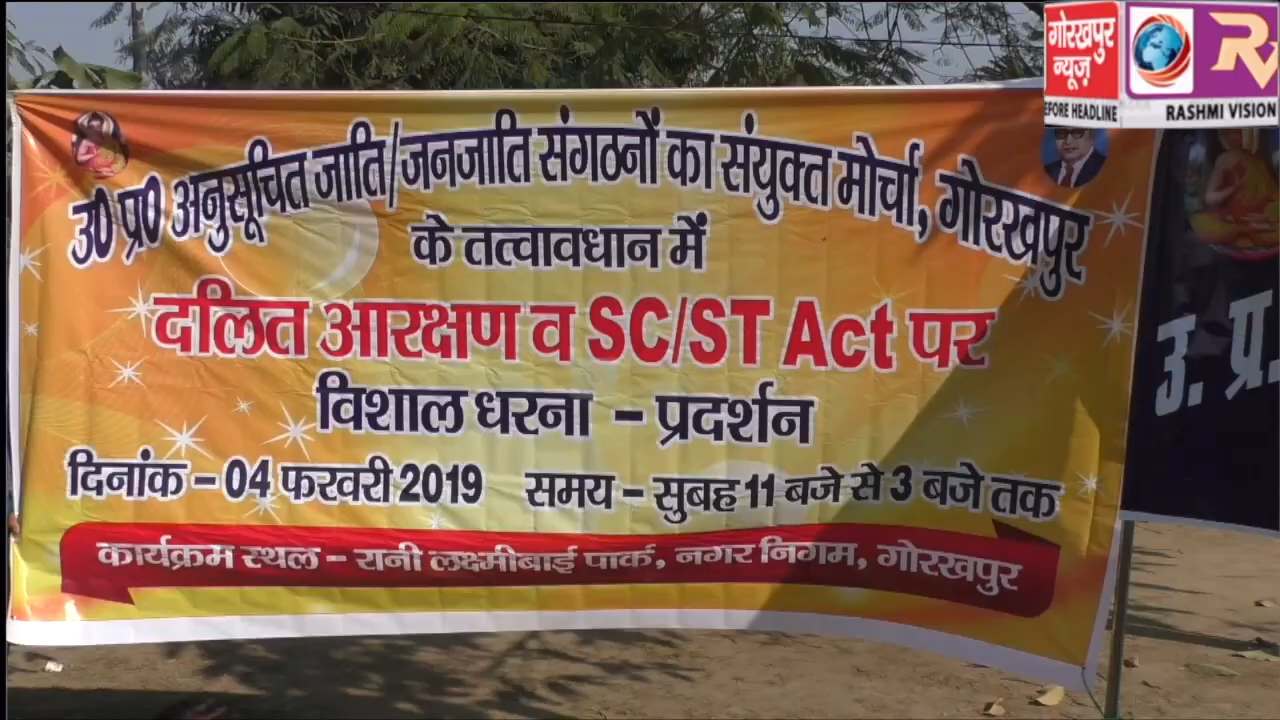 गोरखपुर
न्यूज़
EFORE HEADLINE
RASHMI VISION
उ0 प्र0 अनुसूचित जाति/जनजाति संगठनों का संयुक्त मोर्चा, गोरखपुर
के तत्वावधान में
दलित आरक्षण व SC/ST Act पर
विशाल धरना - प्रदर्शन
दिनांक - 04 फरवरी 2019 समय - सुबह 11 बजे से 3 बजे तक
कार्यक्रम स्थल - रानी लक्ष्मीबाई पार्क, नगर निगम, गोरखपुर
उ. प्र.